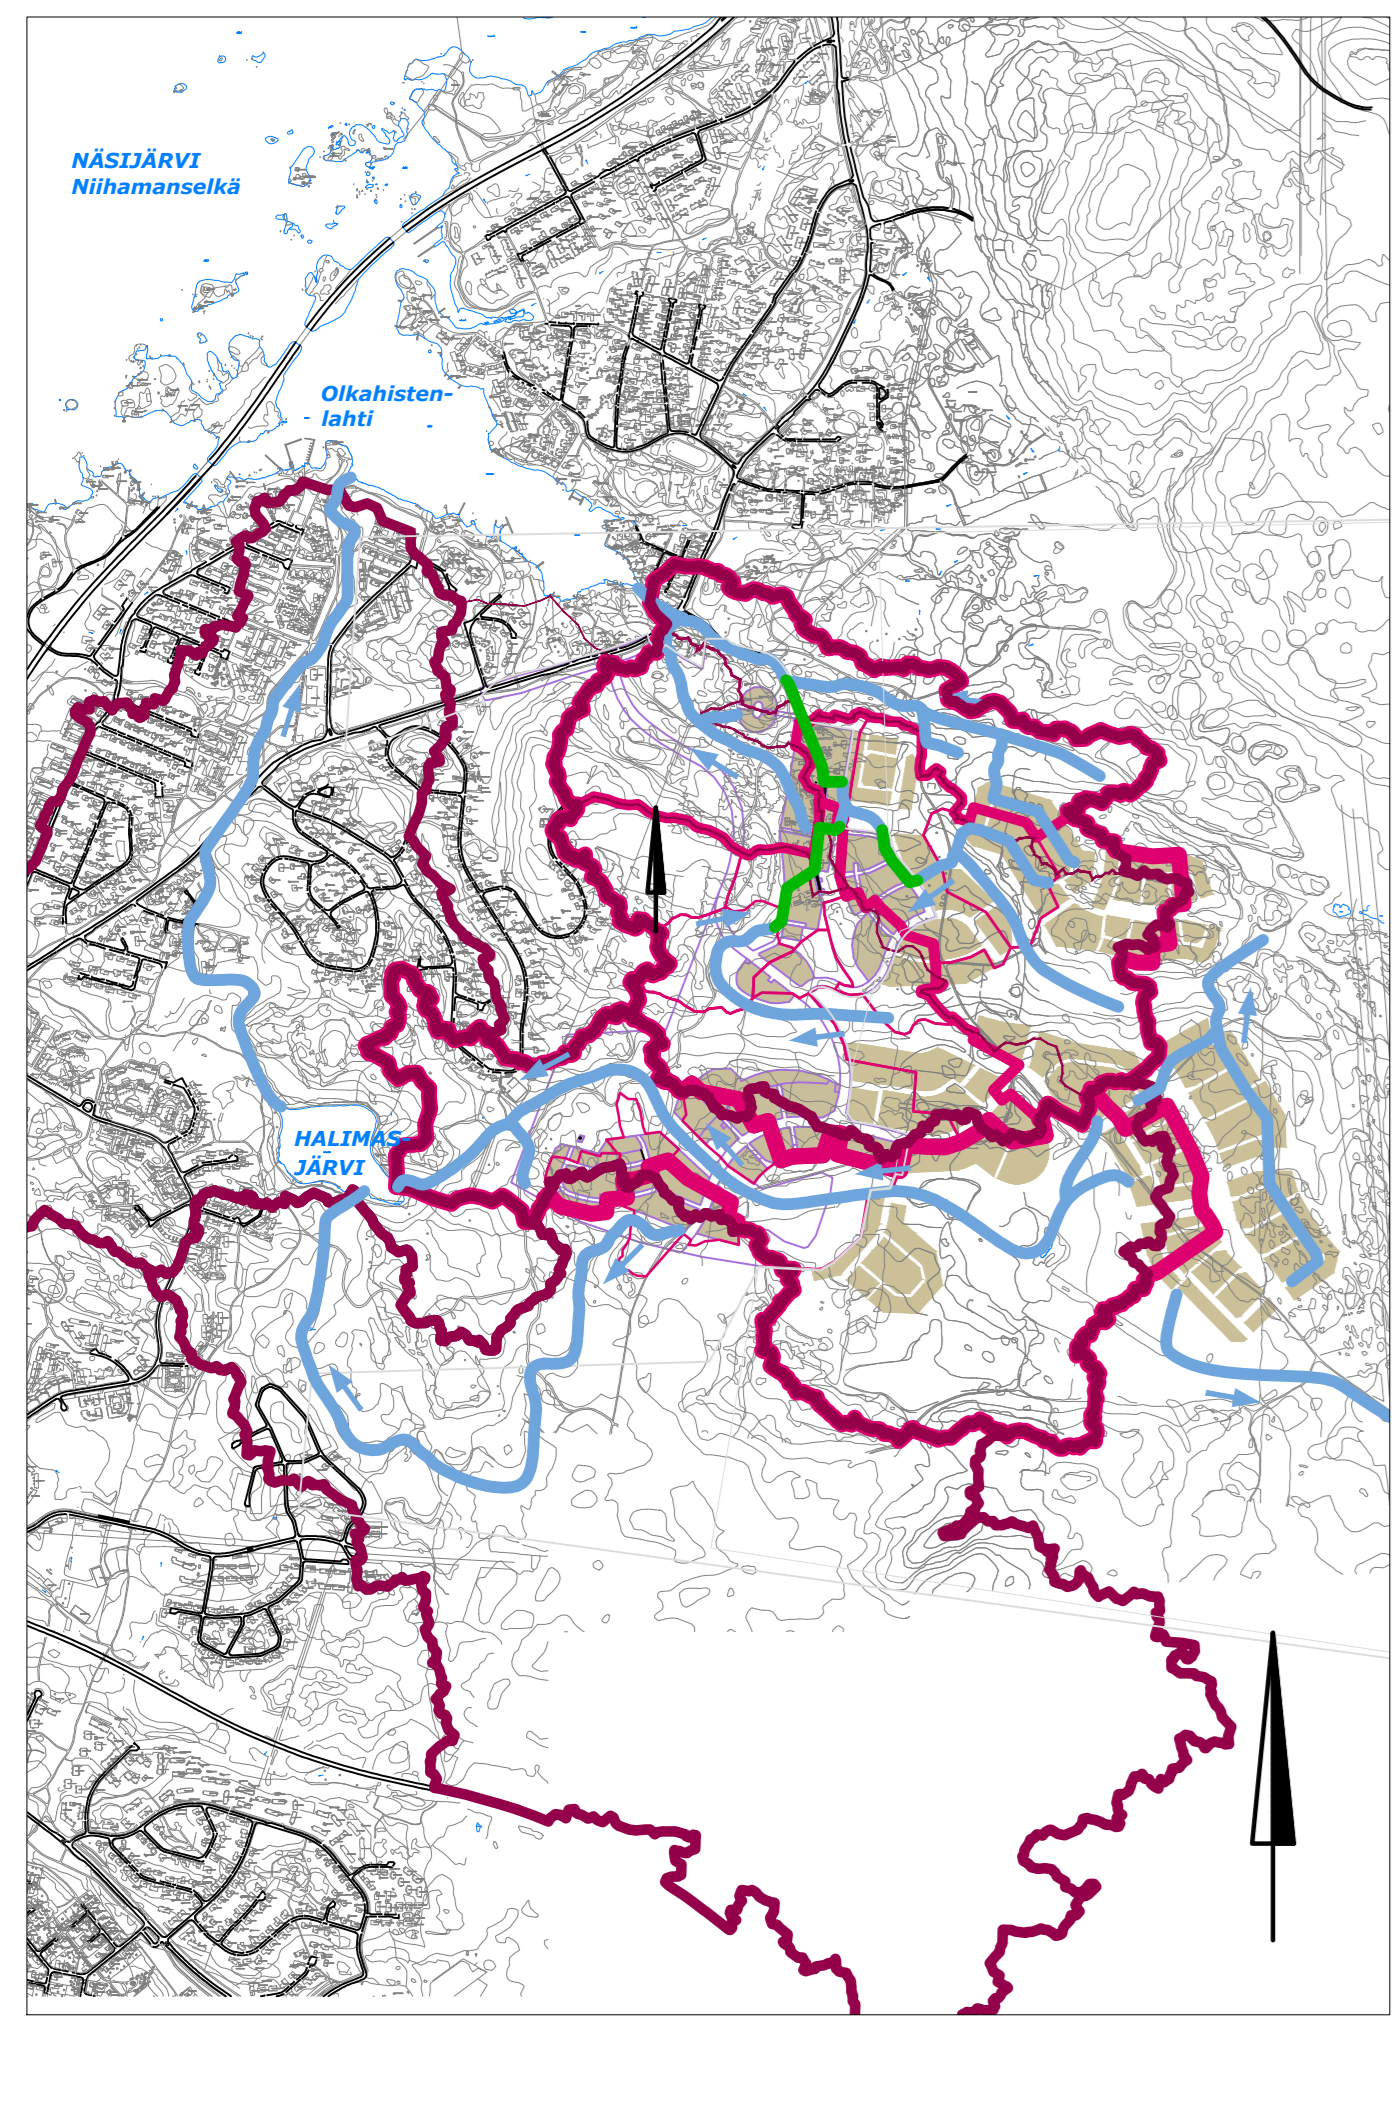 NÄSIJÄRVI
Niihamanselkä
Olkahisten-
lahti
HALIMAS-
JÄRVI